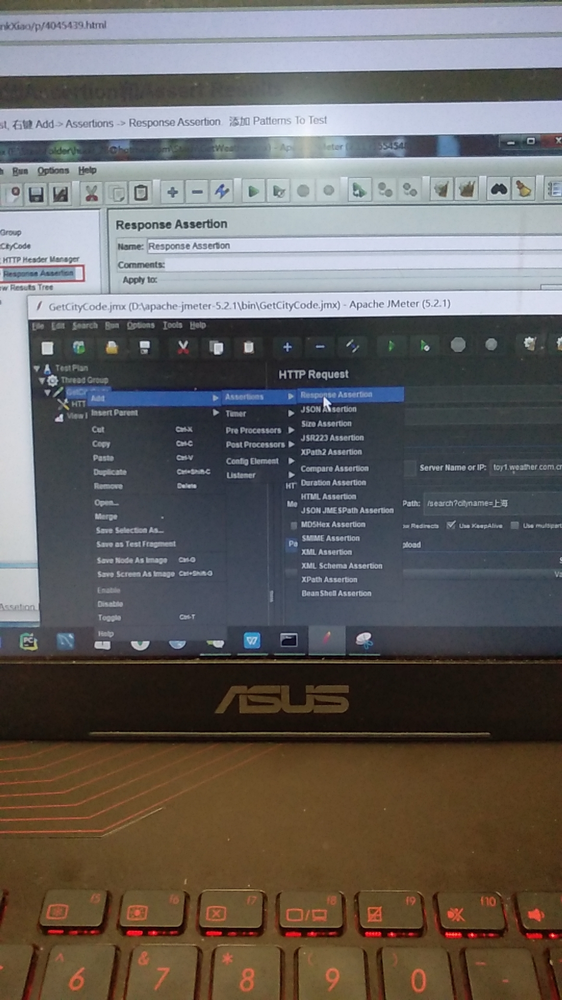 nkXiao/p/4045439.html
st, 右键 Add-> Assertions -> Response Assertion 添加 Patterns To Test
Run Options Help
Response Assertion
Name: Response Assertion
Comments:
Apply to:
Group
CityCode
HTTP Header Manager
Response Assertion
ew Results Tree
GetCityCode.jmx (D:\apache-jmeter-5.2.1\bin\GetCityCode.jmx) - Apache JMeter (5.2.1)
File Edit Search Run Options Tools Help
Test Plan
Thread Group
HTT
View
HTTP Request
Add
Insert Parent
Cut Ctrl-X
Copy Ctrl-C
Paste Ctrl-V
Duplicate Ctrl+Shift-C
Remove Delete
Open...
Merge
Save Selection As...
Save as Test Fragment
Save Node As Image Ctrl-G
Save Screen As Image Ctrl+Shift-G
Enable
Disable
Toggle Ctrl-T
Help
Assertions
Timer
Pre Processors
Post Processors
Config Element
Listener
Response Assertion
JSON Assertion
Size Assertion
JSR223 Assertion
XPath2 Assertion
Compare Assertion
Duration Assertion
HTML Assertion
JSON JMESPath Assertion
MD5Hex Assertion
SMIME Assertion
XML Assertion
XML Schema Assertion
XPath Assertion
BeanShell Assertion
Server Name or IP: toy1.weather.com.cn
HT
Me
Path: /search?cityname=上海
ow Redirects Use KeepAlive Use multipart
Pa
pload
Va
Assetion
PC
ASUS
f5 f6 f7 f8 f9 f10
^ & * ( ) _
6 7 8 9 0 -